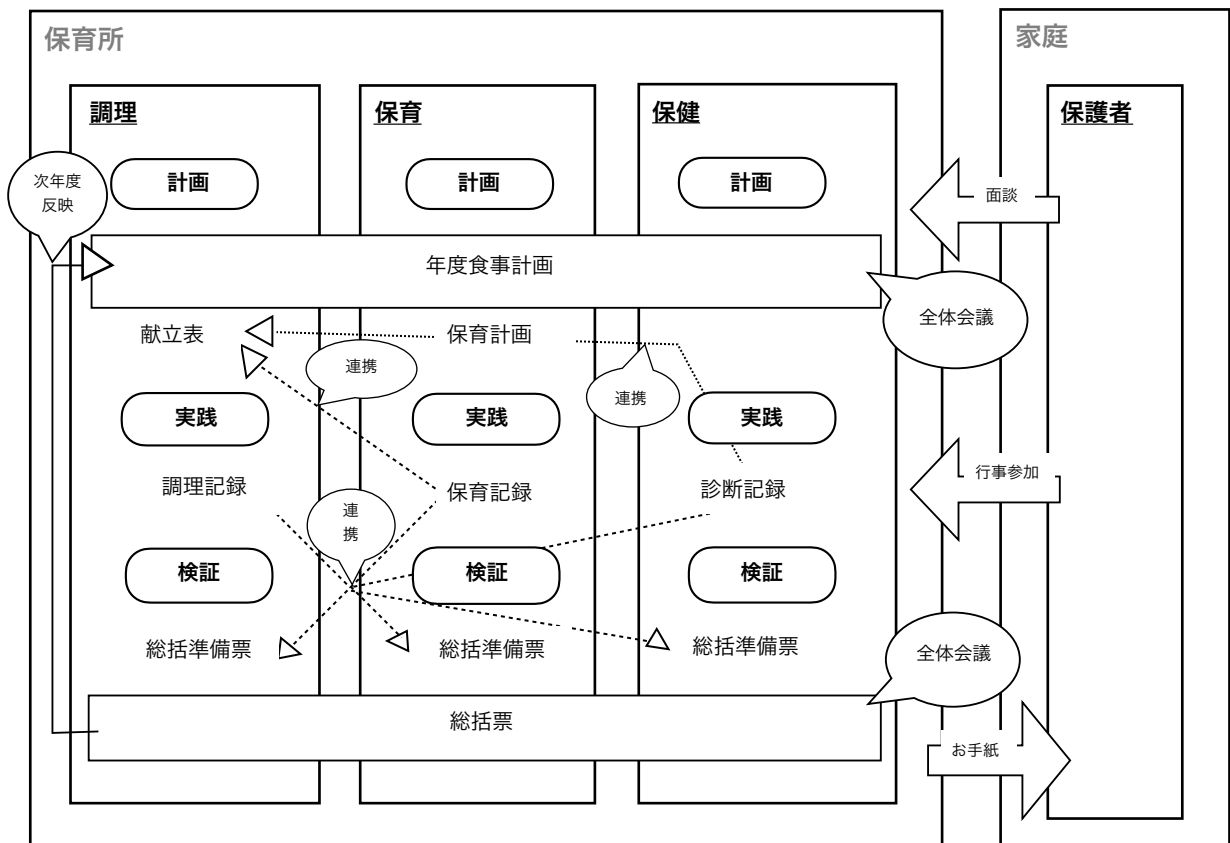 保育所
家庭
調理
保育
保健
保護者
計画
計画
計画
次年度
反映
面談
年度食事計画
全体会議
献立表
保育計画
連携
連携
実践
実践
実践
行事参加
調理記録
保育記録
診断記録
連
携
検証
検証
検証
総括準備票
総括準備票
総括準備票
全体会議
総括票
お手紙